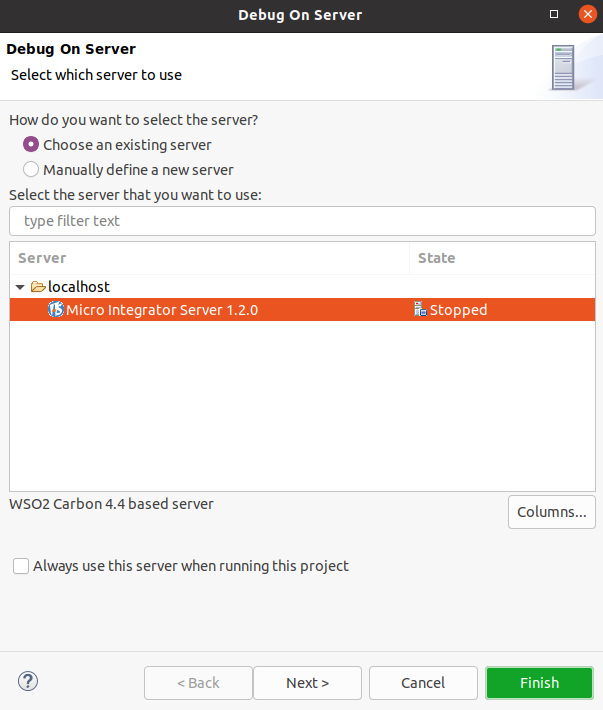 Debug On Server
Debug On Server
Select which server to use
How do you want to select the server?
Choose an existing server
Manually define a new server
Select the server that you want to use:
type filter text
Server State
localhost
Micro Integrator Server 1.2.0 Stopped
WSO2 Carbon 4.4 based server
Columns...
Always use this server when running this project
? < Back Next > Cancel Finish